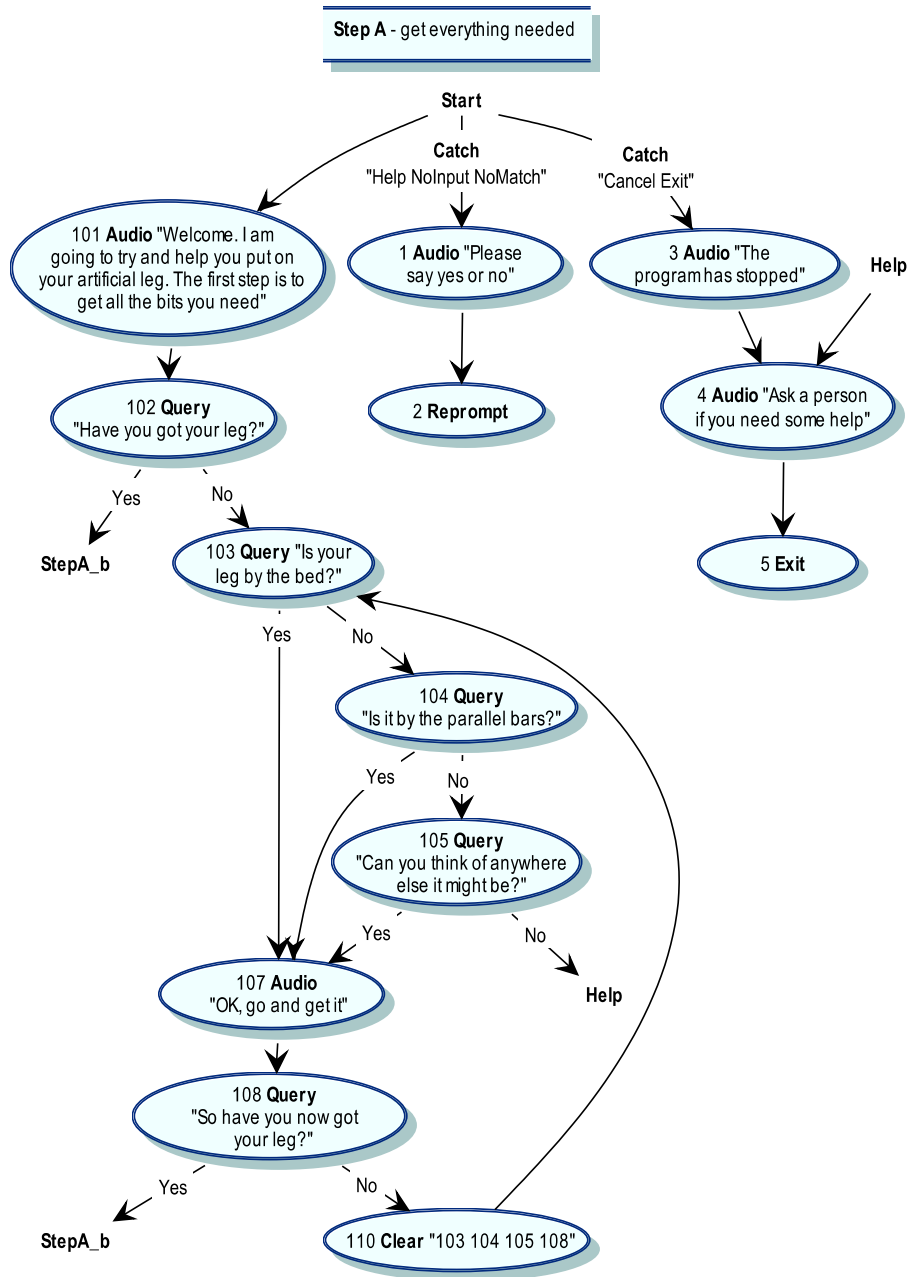 Step A - get everything needed
Start
Catch
"Help NoInput NoMatch"
Catch
"Cancel Exit"
101 Audio "Welcome. I am
going to try and help you put on
your artificial leg. The first step is to
get all the bits you need"
1 Audio "Please
say yes or no"
3 Audio "The
program has stopped"
Help
102 Query
"Have you got your leg?"
2 Reprompt
4 Audio "Ask a person
if you need some help"
Yes
No
StepA_b
103 Query "Is your
leg by the bed?"
5 Exit
Yes
No
104 Query
"Is it by the parallel bars?"
Yes
No
105 Query
"Can you think of anywhere
else it might be?"
Yes
No
Help
107 Audio
"OK, go and get it"
108 Query
"So have you now got
your leg?"
Yes
No
StepA_b
110 Clear "103 104 105 108"